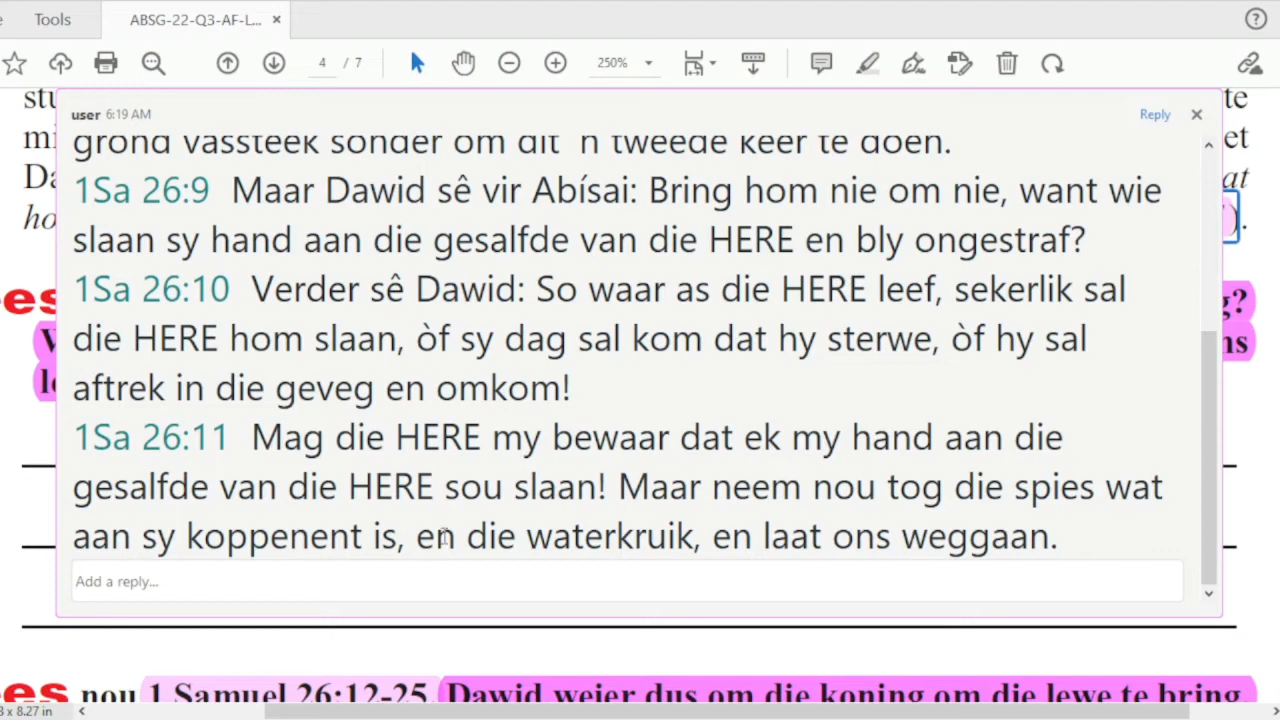 Tools
ABSG-22-Q3-AF-L... ×
4 / 7
250%
user 6:19 AM
Reply
grond vassteek sonder om dit 'n tweede keer te doen.
1Sa 26:9 Maar Dawid sê vir Abísai: Bring hom nie om nie, want wie
slaan sy hand aan die gesalfde van die HERE en bly ongestraf?
1Sa 26:10 Verder sê Dawid: So waar as die HERE leef, sekerlik sal
die HERE hom slaan, òf sy dag sal kom dat hy sterwe, òf hy sal
aftrek in die geveg en omkom!
1Sa 26:11 Mag die HERE my bewaar dat ek my hand aan die
gesalfde van die HERE sou slaan! Maar neem nou tog die spies wat
aan sy koppenent is, en die waterkruik, en laat ons weggaan.
Add a reply...
nou 1 Samuel 26:12-25. Dawid weier dus om die koning om die lewe te bring.
x 8.27 in